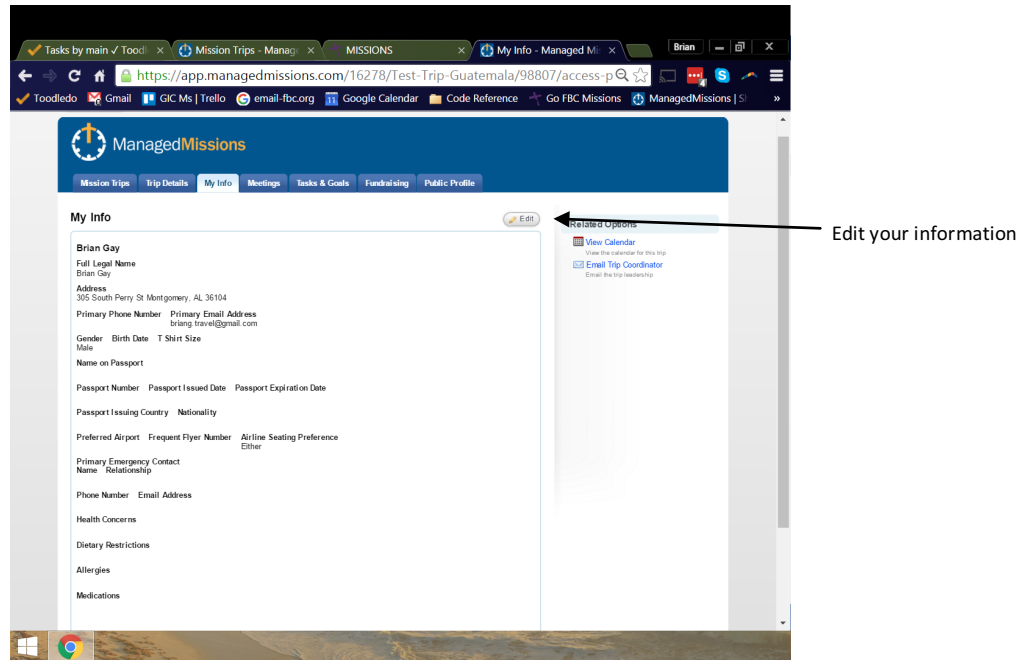 Tasks by main ✓ Toodl
Mission Trips - Manag
MISSIONS
My Info - Managed Mi
Brian
https://app.managedmissions.com/16278/Test-Trip-Guatemala/98807/access-p
4
Toodledo Gmail GIC Ms | Trello email-fbc.org 11 Google Calendar Code Reference Go FBC Missions ManagedMissions | S »
ManagedMissions
Mission Trips Trip Details My Info Meetings Tasks & Goals Fundraising Public Profile
My Info
Edit
Related Options
View Calendar
View the calendar for this trip
Email Trip Coordinator
Email the trip leadership
Edit your information
Brian Gay
Full Legal Name
Brian Gay
Address
305 South Perry St Montgomery, AL 36104
Primary Phone Number Primary Email Address
briang.travel@gmail.com
Gender Birth Date T Shirt Size
Male
Name on Passport
Passport Number Passport Issued Date Passport Expiration Date
Passport Issuing Country Nationality
Preferred Airport Frequent Flyer Number Airline Seating Preference
Either
Primary Emergency Contact
Name Relationship
Phone Number Email Address
Health Concerns
Dietary Restrictions
Allergies
Medications